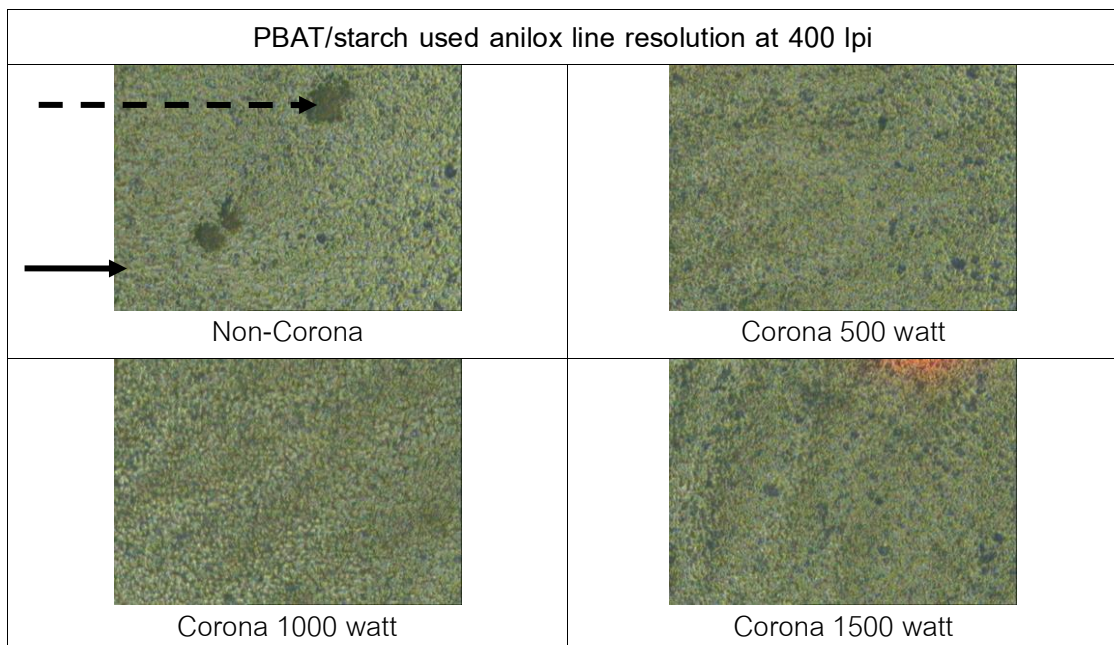 PBAT/starch used anilox line resolution at 400 lpi
Non-Corona
Corona 500 watt
Corona 1000 watt
Corona 1500 watt